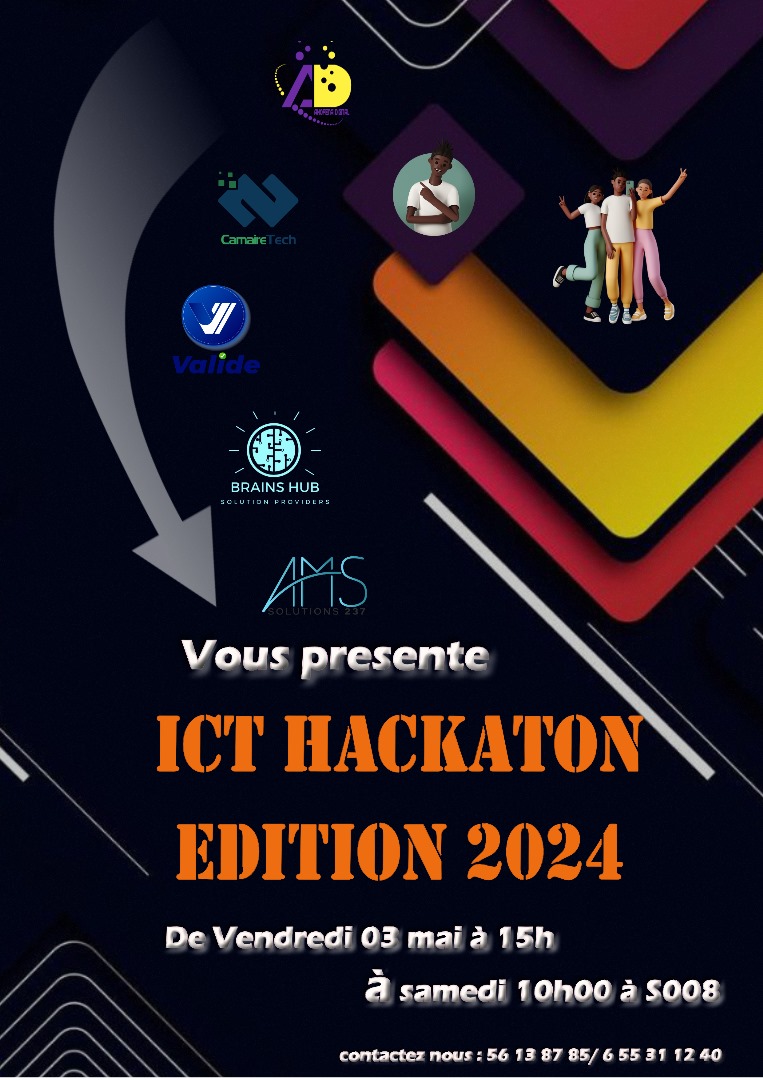 AD
CamaireTech
Valide
BRAINS HUB
SOLUTION PROVIDERS
AMS
SOLUTIONS 237
Vous presente
ICT HACKATON
EDITION 2024
De Vendredi 03 mai à 15h
à samedi 10h00 à S008
contactez nous : 56 13 87 85/ 6 55 31 12 40